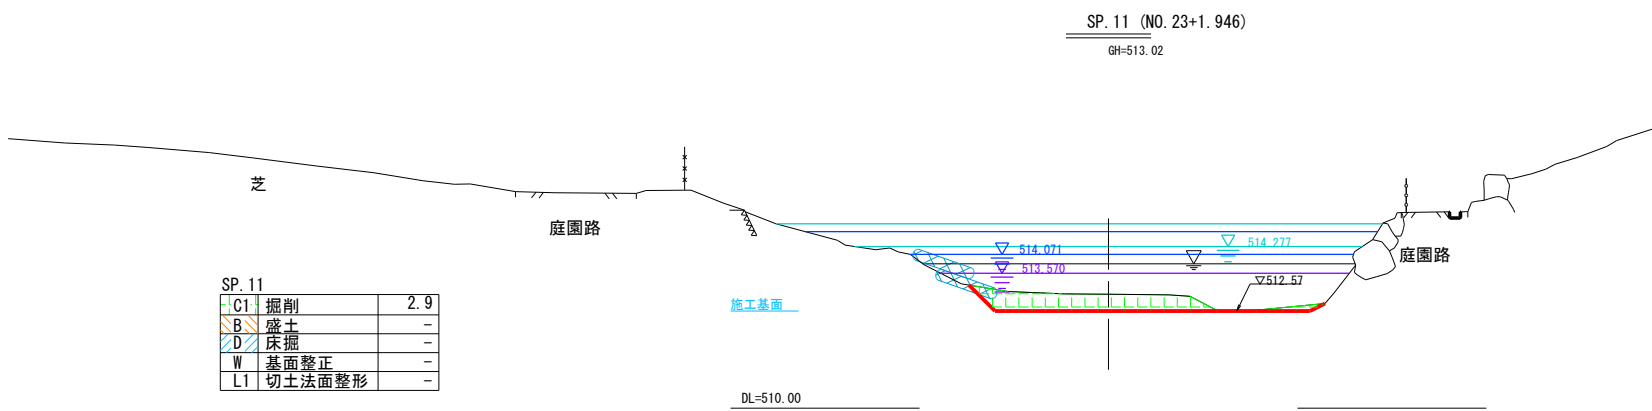 SP.11 (NO.23+1.946)
GH=513.02
芝
庭園路
庭園路
514.071
514.277
513.570
▽512.57
施工基面
SP.11
C1 掘削 2.9
B 盛土 -
D 床掘 -
W 基面整正 -
L1 切土法面整形 -
DL=510.00